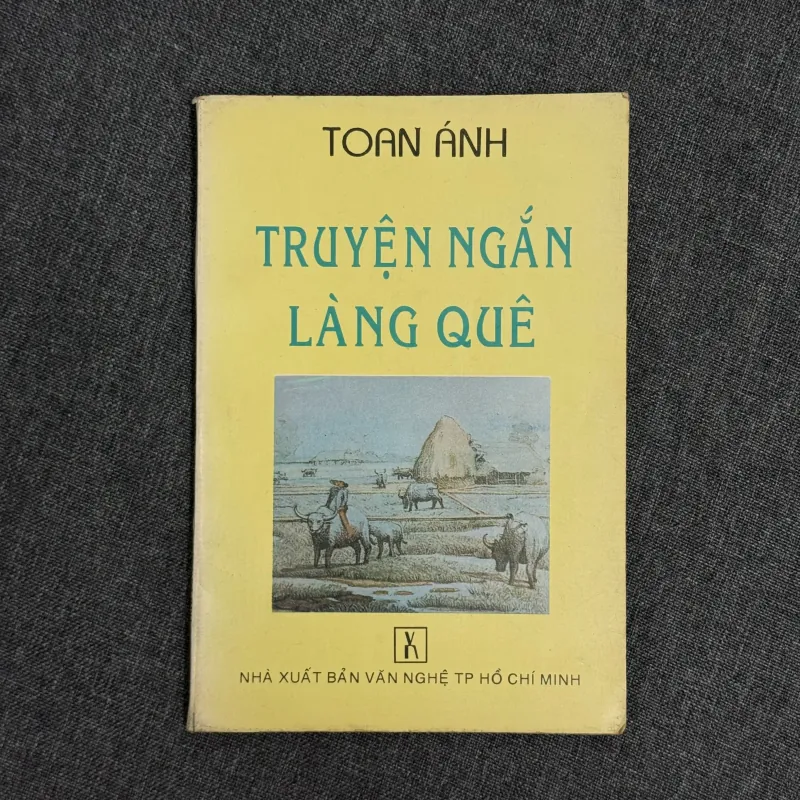 TOAN ÁNH
TRUYỆN NGẮN
LÀNG QUÊ
NHÀ XUẤT BẢN VĂN NGHỆ TP HỒ CHÍ MINH